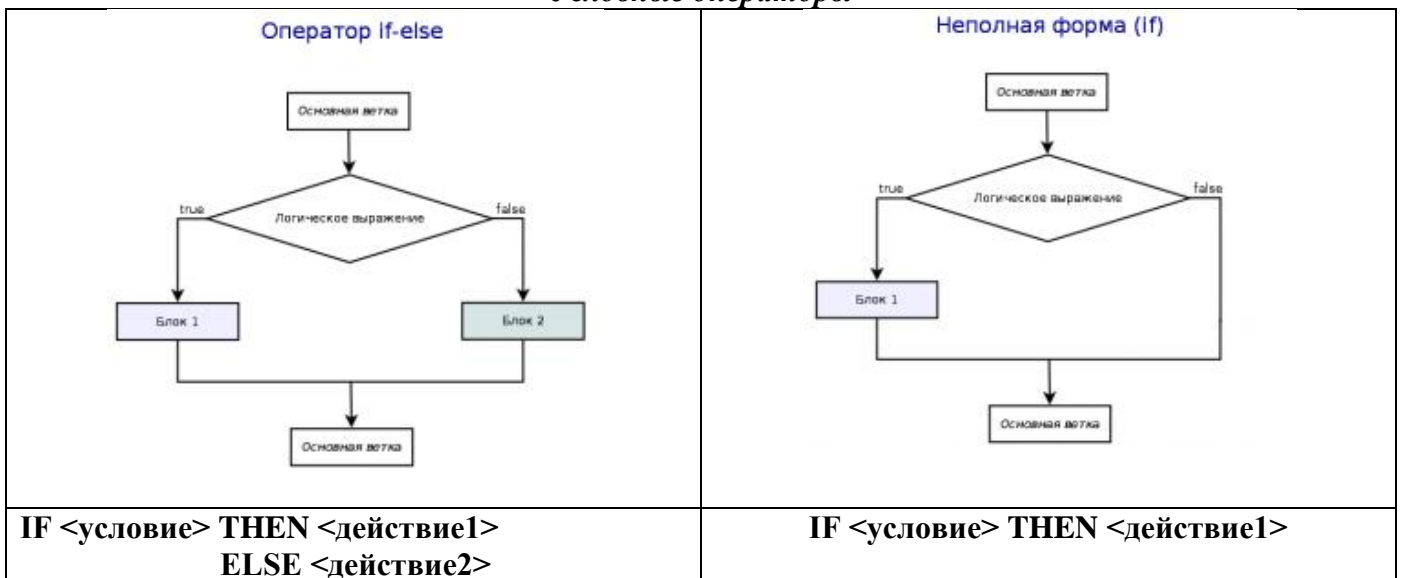 Оператор if-else
Основная ветка
true
Логическое выражение
false
Блок 1
Блок 2
Основная ветка
IF <условие> THEN <действие1>
ELSE <действие2>
Неполная форма (if)
Основная ветка
true
Логическое выражение
false
Блок 1
Основная ветка
IF <условие> THEN <действие1>